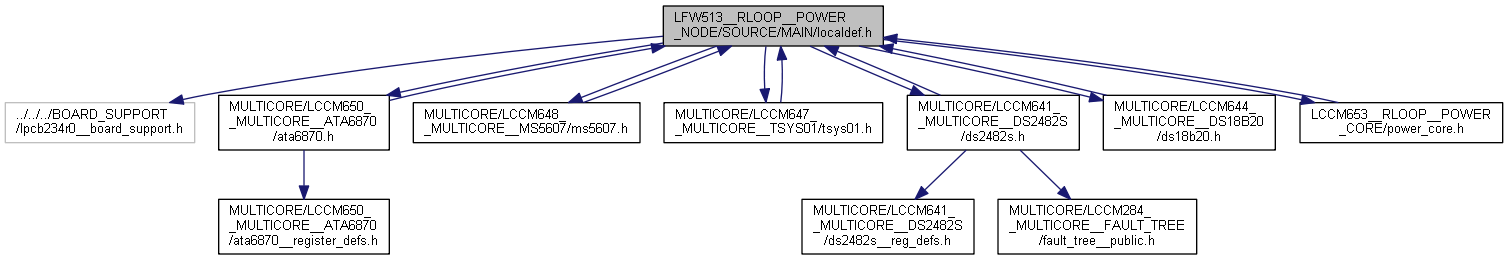 LFW513__RLOOP__POWER
_NODE/SOURCE/MAIN/localdef.h
../../../BOARD_SUPPORT
/lpcb234r0__board_support.h
MULTICORE/LCCM650_
_MULTICORE__ATA6870
/ata6870.h
MULTICORE/LCCM648_
_MULTICORE__MS5607/ms5607.h
MULTICORE/LCCM647_
_MULTICORE__TSYS01/tsys01.h
MULTICORE/LCCM641_
_MULTICORE__DS2482S
/ds2482s.h
MULTICORE/LCCM644_
_MULTICORE__DS18B20
/ds18b20.h
LCCM653__RLOOP__POWER
_CORE/power_core.h
MULTICORE/LCCM650_
_MULTICORE__ATA6870
/ata6870__register_defs.h
MULTICORE/LCCM641_
_MULTICORE__DS2482S
/ds2482s__reg_defs.h
MULTICORE/LCCM284_
_MULTICORE__FAULT_TREE
/fault_tree__public.h